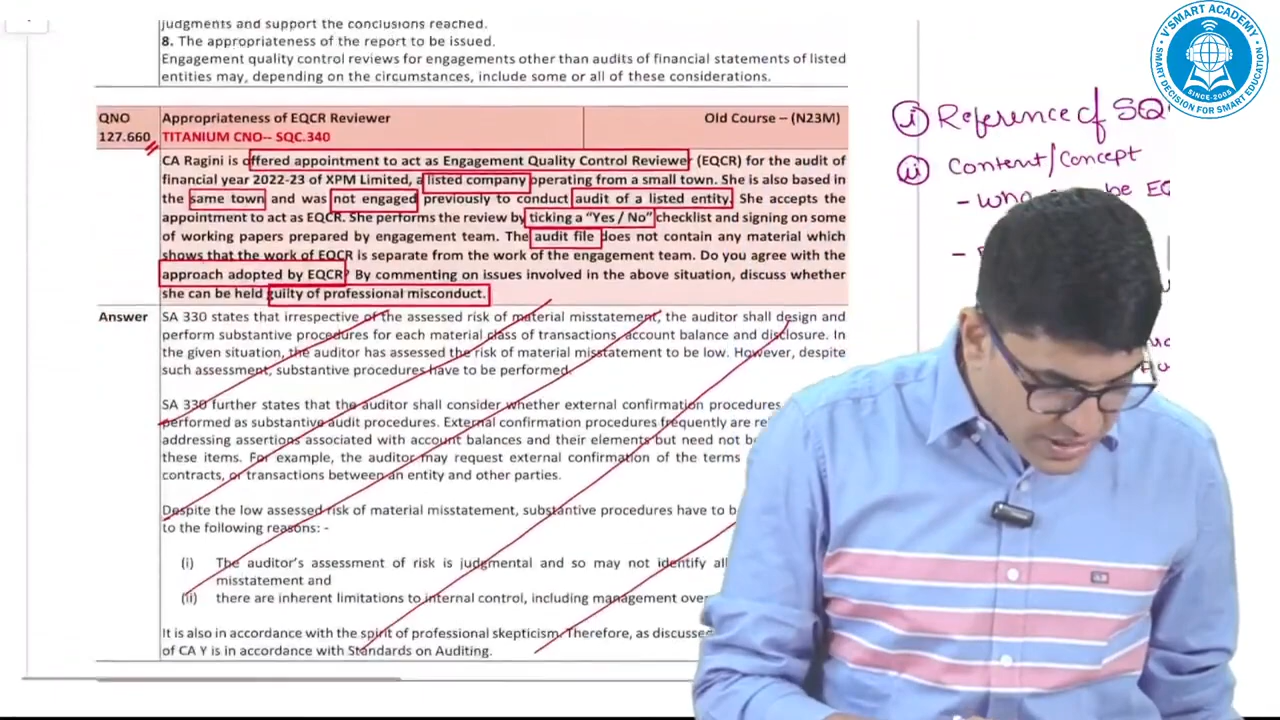 judgments and support the conclusions reached.
8. The appropriateness of the report to be issued.
Engagement quality control reviews for engagements other than audits of financial statements of listed
entities may, depending on the circumstances, include some or all of these considerations.
QNO
127.660
Appropriateness of EQCR Reviewer
TITANIUM CNO-- SQC.340
Old Course – (N23M)
CA Ragini is offered appointment to act as Engagement Quality Control Reviewer (EQCR) for the audit of
financial year 2022-23 of XPM Limited, a listed company operating from a small town. She is also based in
the same town and was not engaged previously to conduct audit of a listed entity. She accepts the
appointment to act as EQCR. She performs the review by ticking a “Yes / No” checklist and signing on some
of working papers prepared by engagement team. The audit file does not contain any material which
shows that the work of EQCR is separate from the work of the engagement team. Do you agree with the
approach adopted by EQCR? By commenting on issues involved in the above situation, discuss whether
she can be held guilty of professional misconduct.
Answer
SA 330 states that irrespective of the assessed risk of material misstatement, the auditor shall design and
perform substantive procedures for each material class of transactions, account balance and disclosure. In
the given situation, the auditor has assessed the risk of material misstatement to be low. However, despite
such assessment, substantive procedures have to be performed.
SA 330 further states that the auditor shall consider whether external confirmation procedures
performed as substantive audit procedures. External confirmation procedures frequently are
addressing assertions associated with account balances and their elements but need not
these items. For example, the auditor may request external confirmation of the terms
contracts, or transactions between an entity and other parties.
Despite the low assessed risk of material misstatement, substantive procedures have to
to the following reasons: -
(i) The auditor’s assessment of risk is judgmental and so may not identify
misstatement and
(ii) there are inherent limitations to internal control, including management
It is also in accordance with the spirit of professional skepticism. Therefore, as discussed
of CA Y is in accordance with Standards on Auditing.
i) Reference of SQ
ii) Content/Concept
- who
V'SMART ACADEMY
SMART DECISION FOR SMART EDUCATION
SINCE-2005